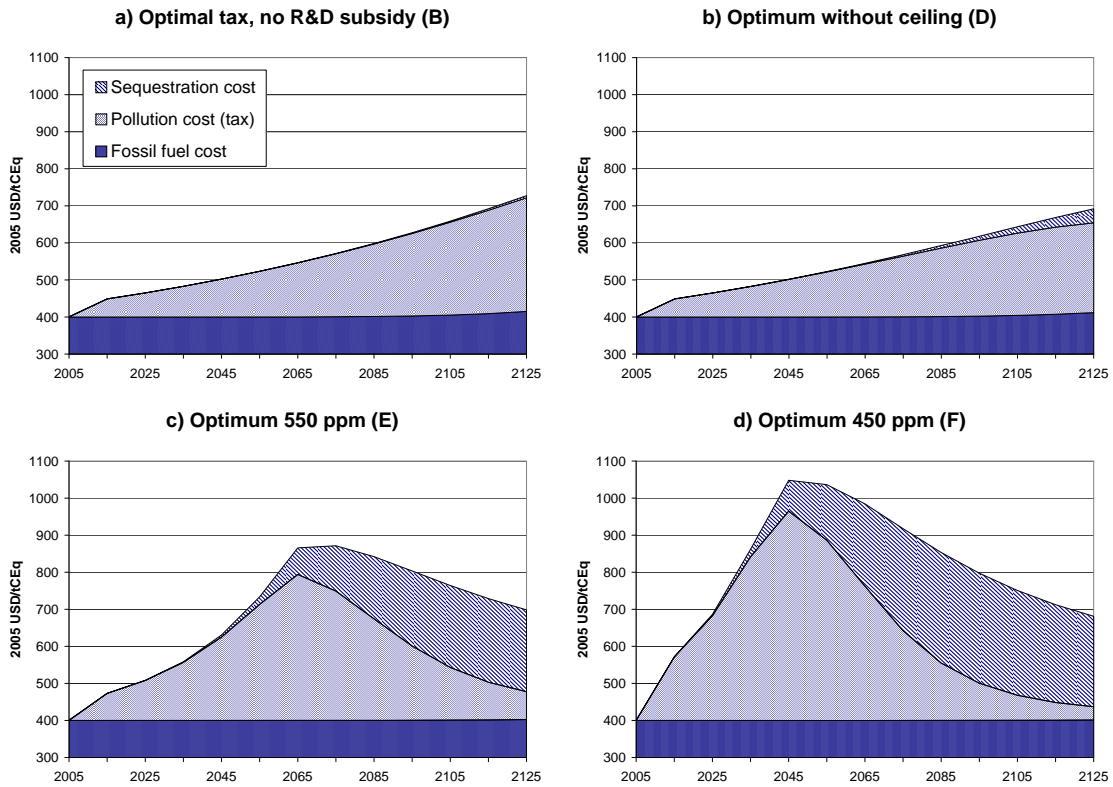 a) Optimal tax, no R&D subsidy (B)
2005 USD/tCEq
1100
1000
900
800
700
600
500
400
300
Sequestration cost
Pollution cost (tax)
Fossil fuel cost
2005 2025 2045 2065 2085 2105 2125
b) Optimum without ceiling (D)
2005 USD/tCEq
1100
1000
900
800
700
600
500
400
300
2005 2025 2045 2065 2085 2105 2125
c) Optimum 550 ppm (E)
2005 USD/tCEq
1100
1000
900
800
700
600
500
400
300
2005 2025 2045 2065 2085 2105 2125
d) Optimum 450 ppm (F)
2005 USD/tCEq
1100
1000
900
800
700
600
500
400
300
2005 2025 2045 2065 2085 2105 2125